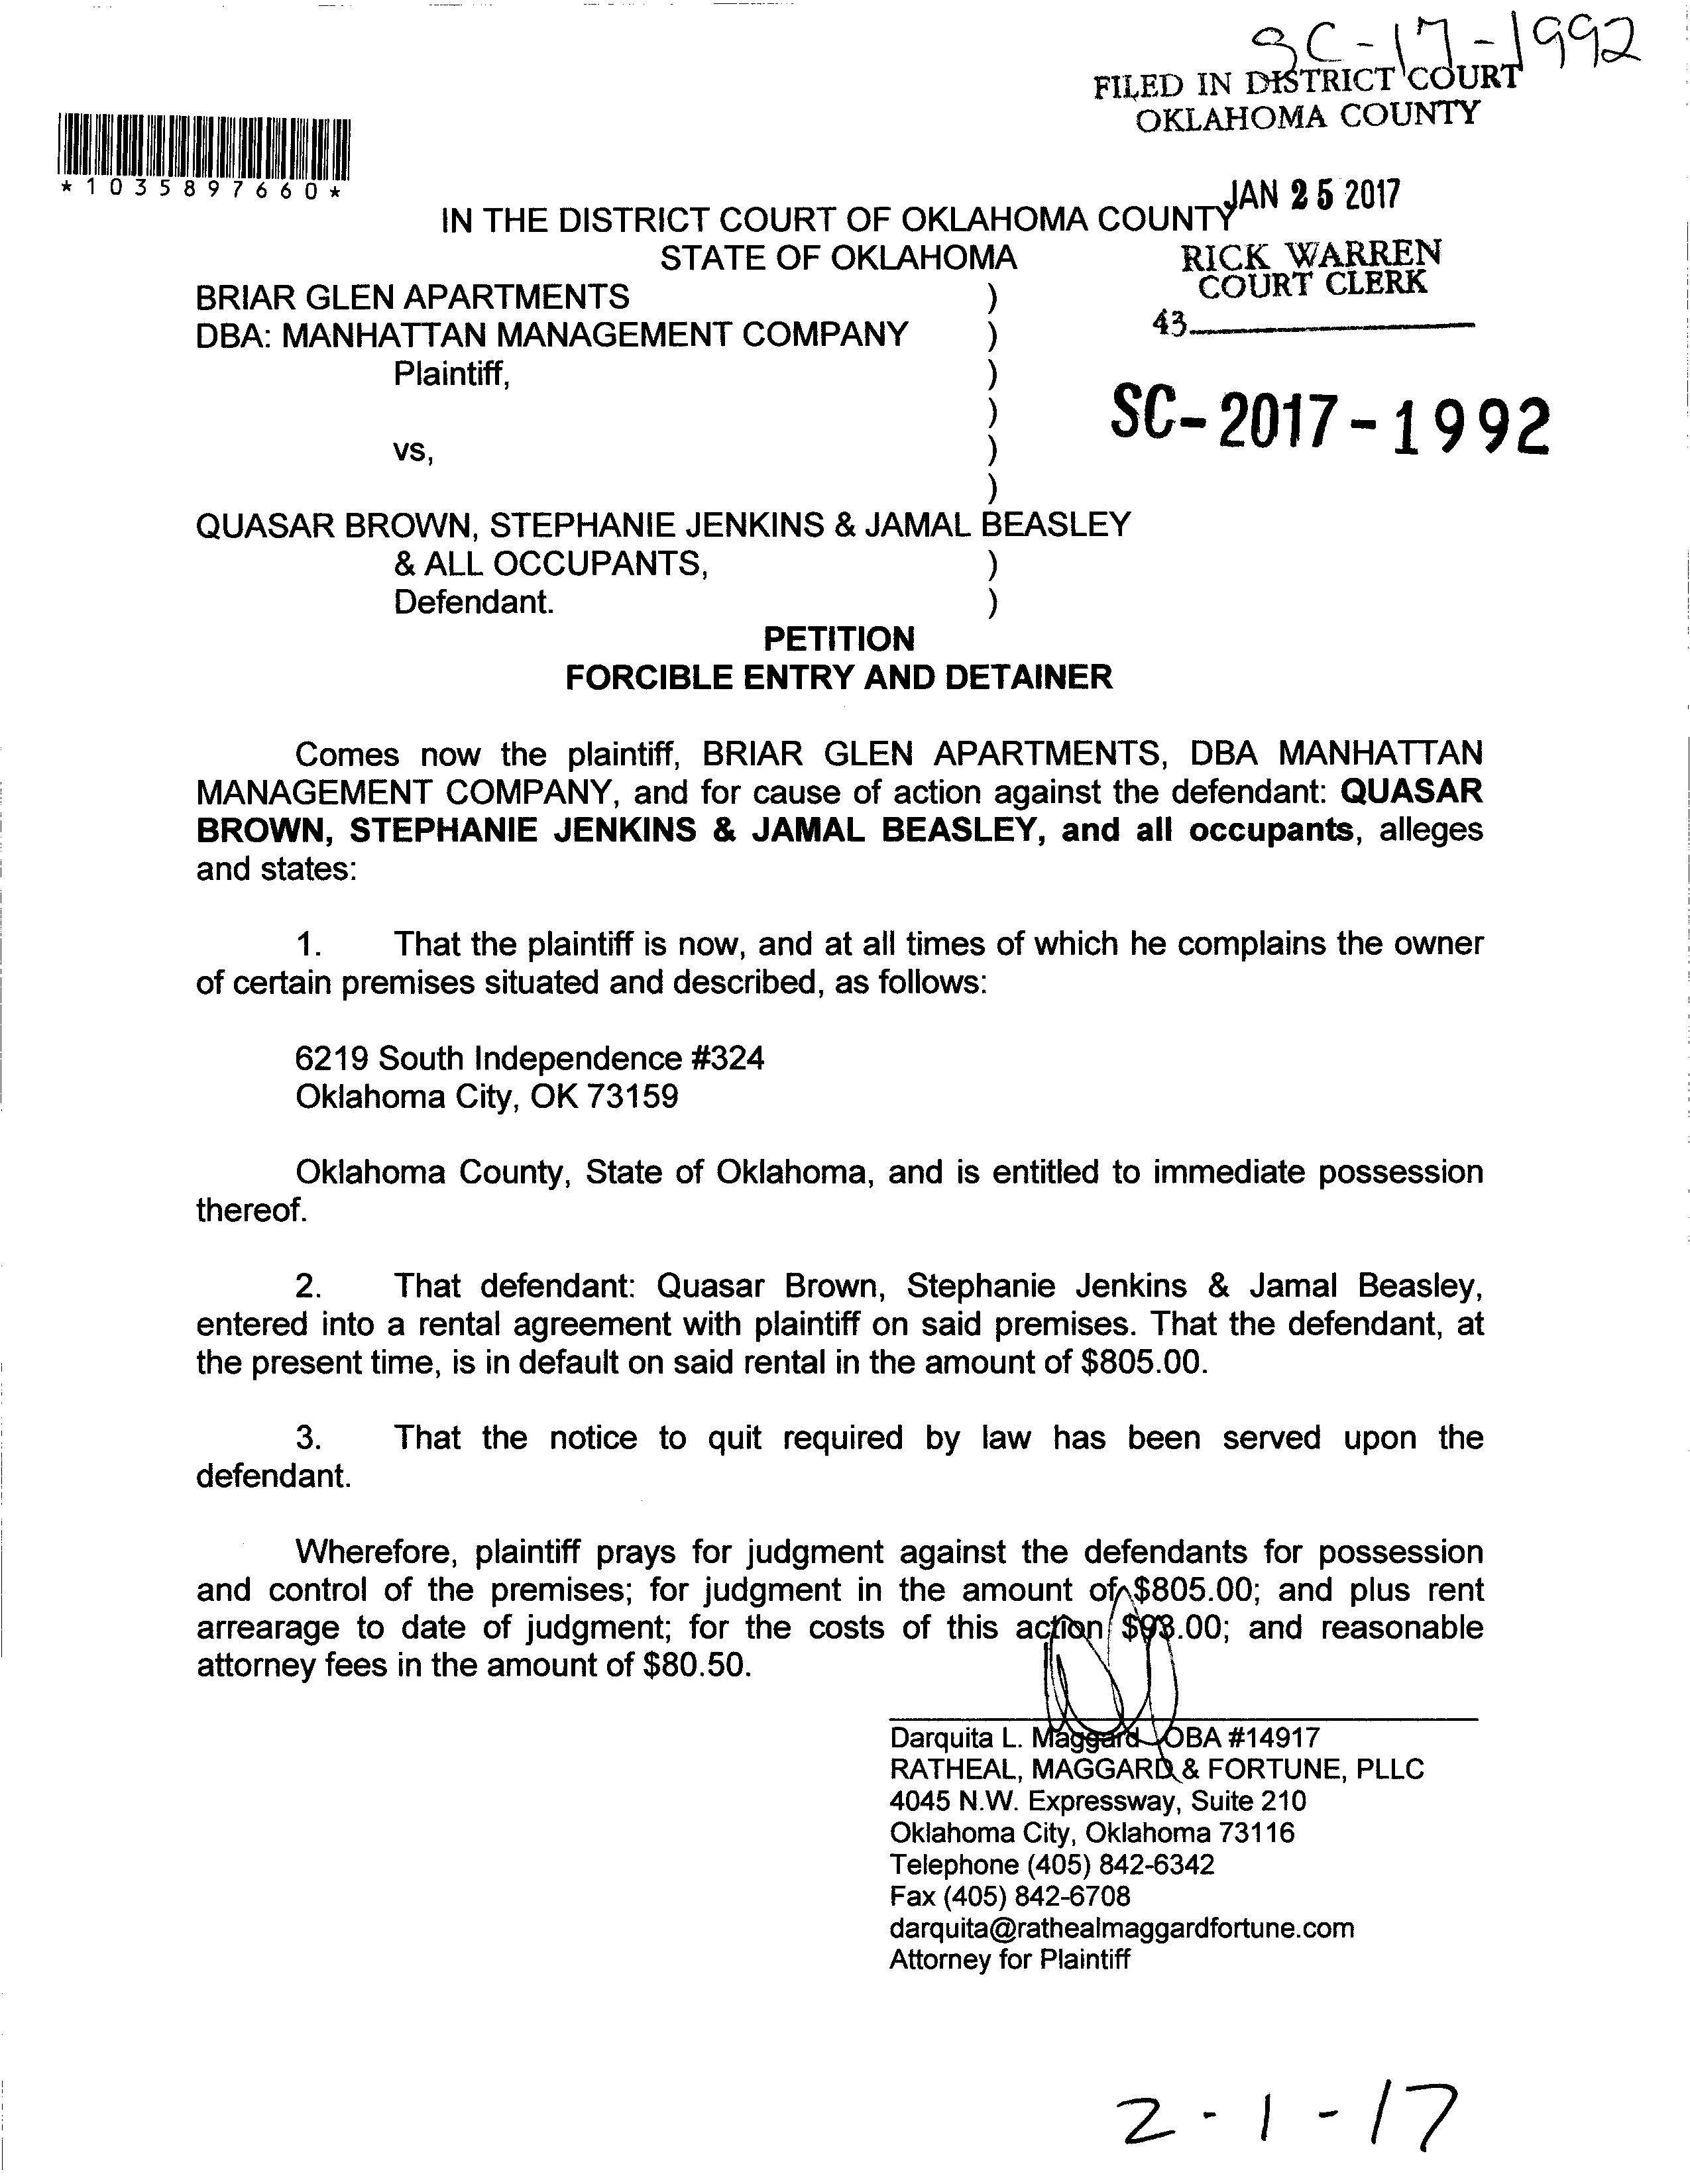 SC-17-1992
FILED IN DISTRICT COURT
OKLAHOMA COUNTY
*1035897660*
JAN 25 2017
IN THE DISTRICT COURT OF OKLAHOMA COUNTY
STATE OF OKLAHOMA
RICK WARREN
COURT CLERK
43
BRIAR GLEN APARTMENTS )
DBA: MANHATTAN MANAGEMENT COMPANY )
Plaintiff, )
)
vs, )
)
SC-2017-1992
QUASAR BROWN, STEPHANIE JENKINS & JAMAL BEASLEY
& ALL OCCUPANTS, )
Defendant. )
PETITION
FORCIBLE ENTRY AND DETAINER
Comes now the plaintiff, BRIAR GLEN APARTMENTS, DBA MANHATTAN
MANAGEMENT COMPANY, and for cause of action against the defendant: QUASAR
BROWN, STEPHANIE JENKINS & JAMAL BEASLEY, and all occupants, alleges
and states:
1. That the plaintiff is now, and at all times of which he complains the owner
of certain premises situated and described, as follows:
6219 South Independence #324
Oklahoma City, OK 73159
Oklahoma County, State of Oklahoma, and is entitled to immediate possession
thereof.
2. That defendant: Quasar Brown, Stephanie Jenkins & Jamal Beasley,
entered into a rental agreement with plaintiff on said premises. That the defendant, at
the present time, is in default on said rental in the amount of $805.00.
3. That the notice to quit required by law has been served upon the
defendant.
Wherefore, plaintiff prays for judgment against the defendants for possession
and control of the premises; for judgment in the amount of $805.00; and plus rent
arrearage to date of judgment; for the costs of this action $93.00; and reasonable
attorney fees in the amount of $80.50.
Darquita L. Maggard OBA #14917
RATHEAL, MAGGARD & FORTUNE, PLLC
4045 N.W. Expressway, Suite 210
Oklahoma City, Oklahoma 73116
Telephone (405) 842-6342
Fax (405) 842-6708
darquita@rathealmaggardfortune.com
Attorney for Plaintiff
2-1-17